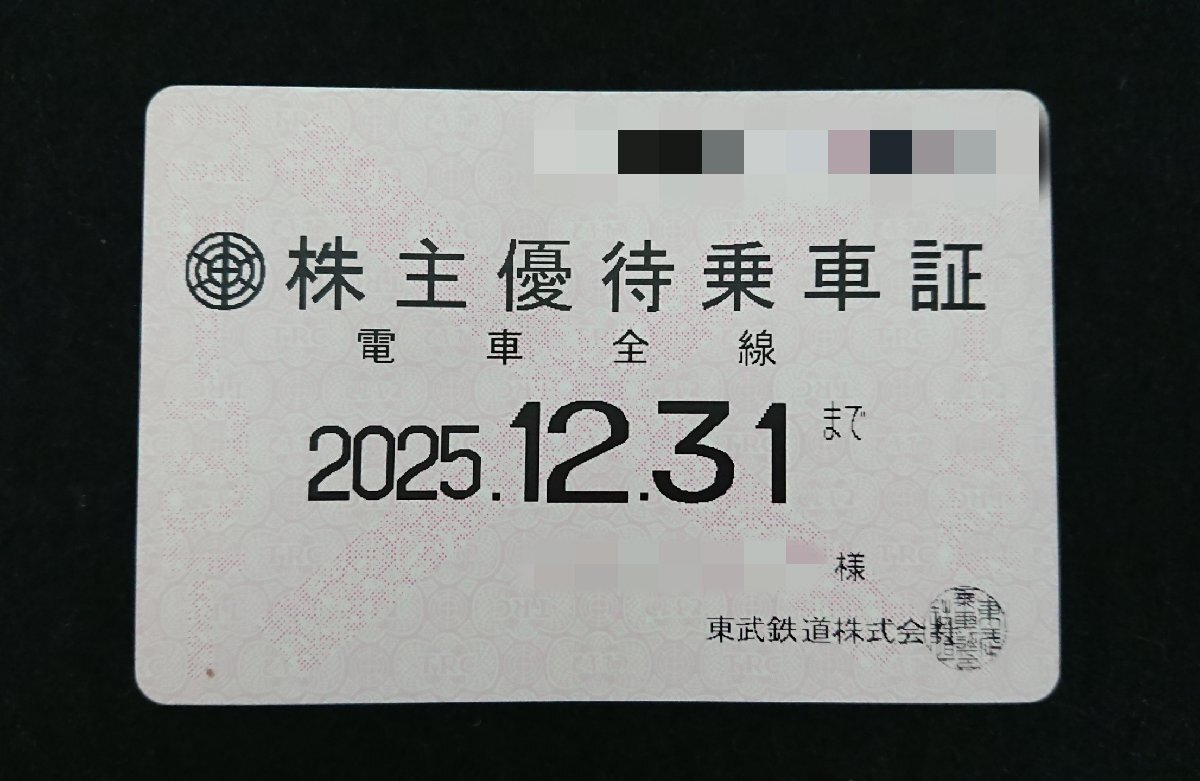 株主優待乗車証
電車全線
2025.12.31まで
様
東武鉄道株式会社